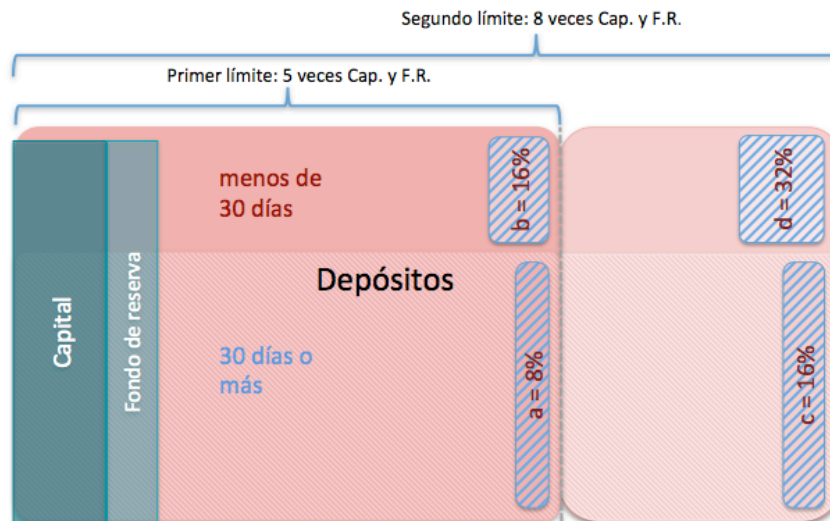 Segundo límite: 8 veces Cap. y F.R.
Primer límite: 5 veces Cap. y F.R.
Capital
Fondo de reserva
menos de
30 días
b = 16%
d = 32%
Depósitos
30 días o
más
a = 8%
c = 16%